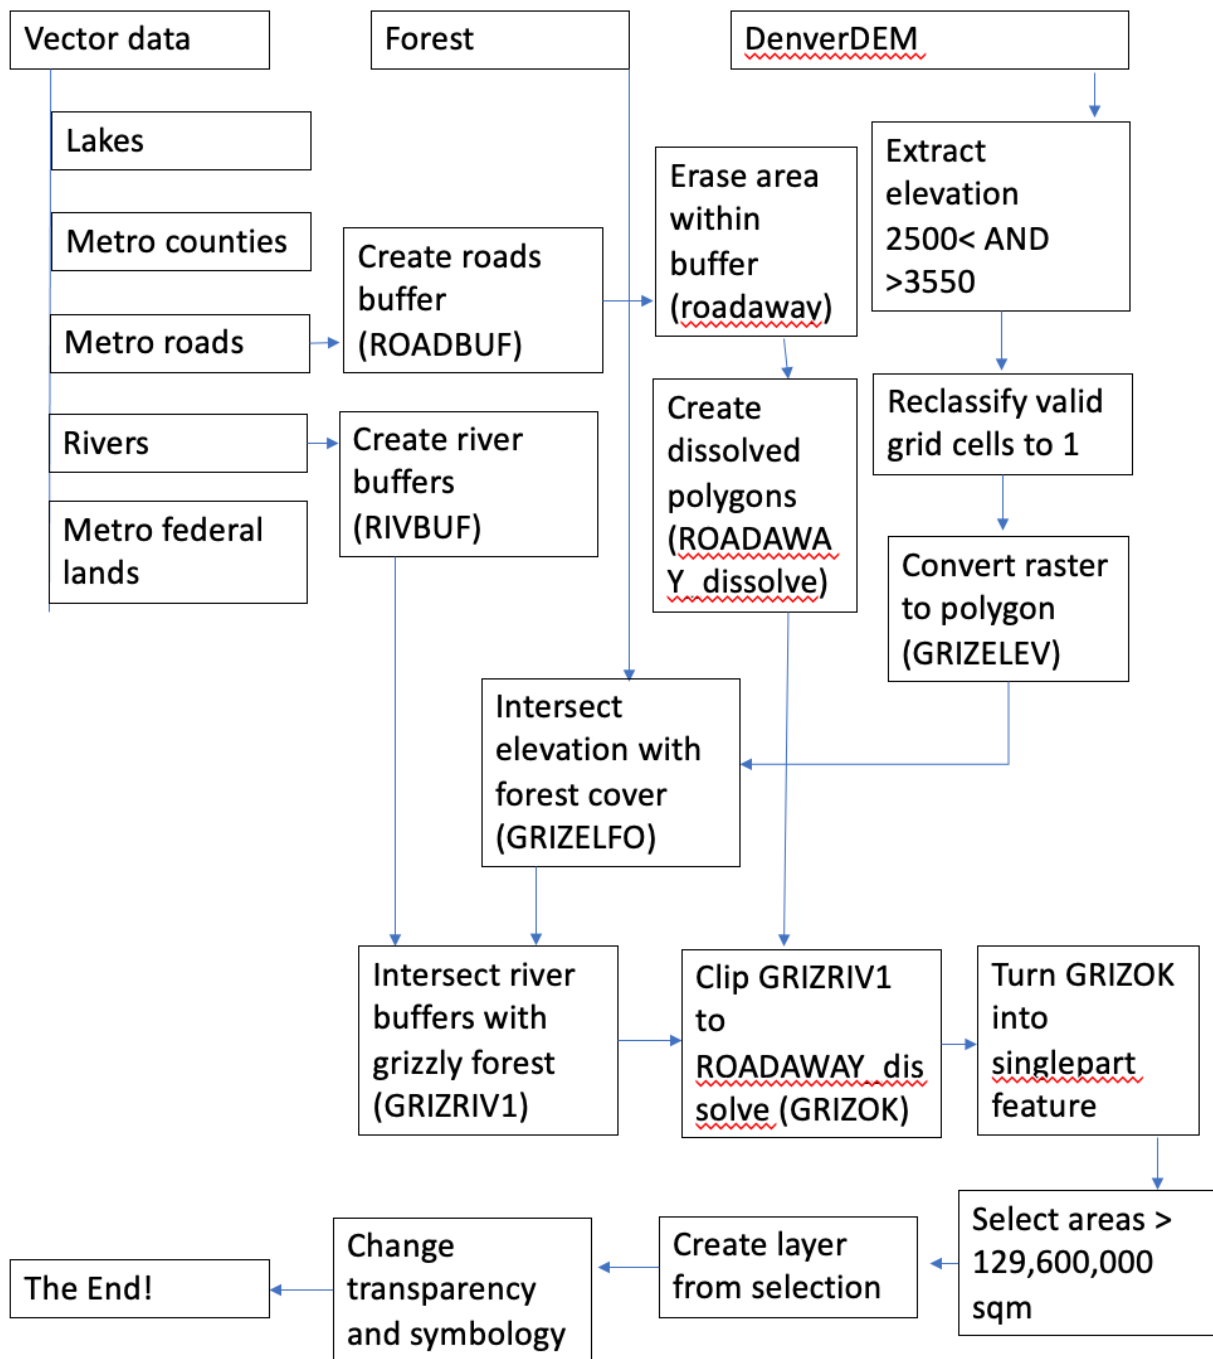 Vector data
Forest
DenverDEM
Lakes
Metro counties
Metro roads
Rivers
Metro federal
lands
Create roads
buffer
(ROADBUF)
Create river
buffers
(RIVBUF)
Erase area
within
buffer
(roadaway)
Create
dissolved
polygons
(ROADAWA
Y_dissolve)
Extract
elevation
2500< AND
>3550
Reclassify valid
grid cells to 1
Convert raster
to polygon
(GRIZELEV)
Intersect
elevation with
forest cover
(GRIZELFO)
Intersect river
buffers with
grizzly forest
(GRIZRIV1)
Clip GRIZRIV1
to
ROADAWAY_dis
solve (GRIZOK)
Turn GRIZOK
into
singlepart
feature
Select areas >
129,600,000
sqm
Create layer
from selection
Change
transparency
and symbology
The End!